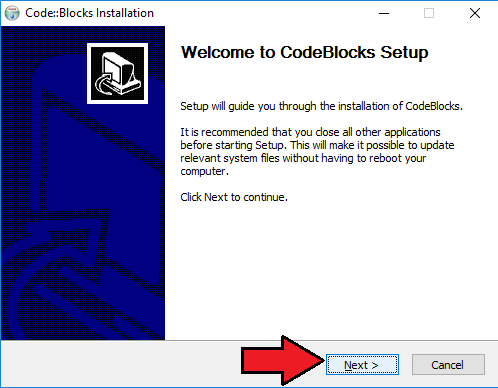 Code::Blocks Installation
Welcome to CodeBlocks Setup
Setup will guide you through the installation of CodeBlocks.
It is recommended that you close all other applications
before starting Setup. This will make it possible to update
relevant system files without having to reboot your
computer.
Click Next to continue.
Next >
Cancel